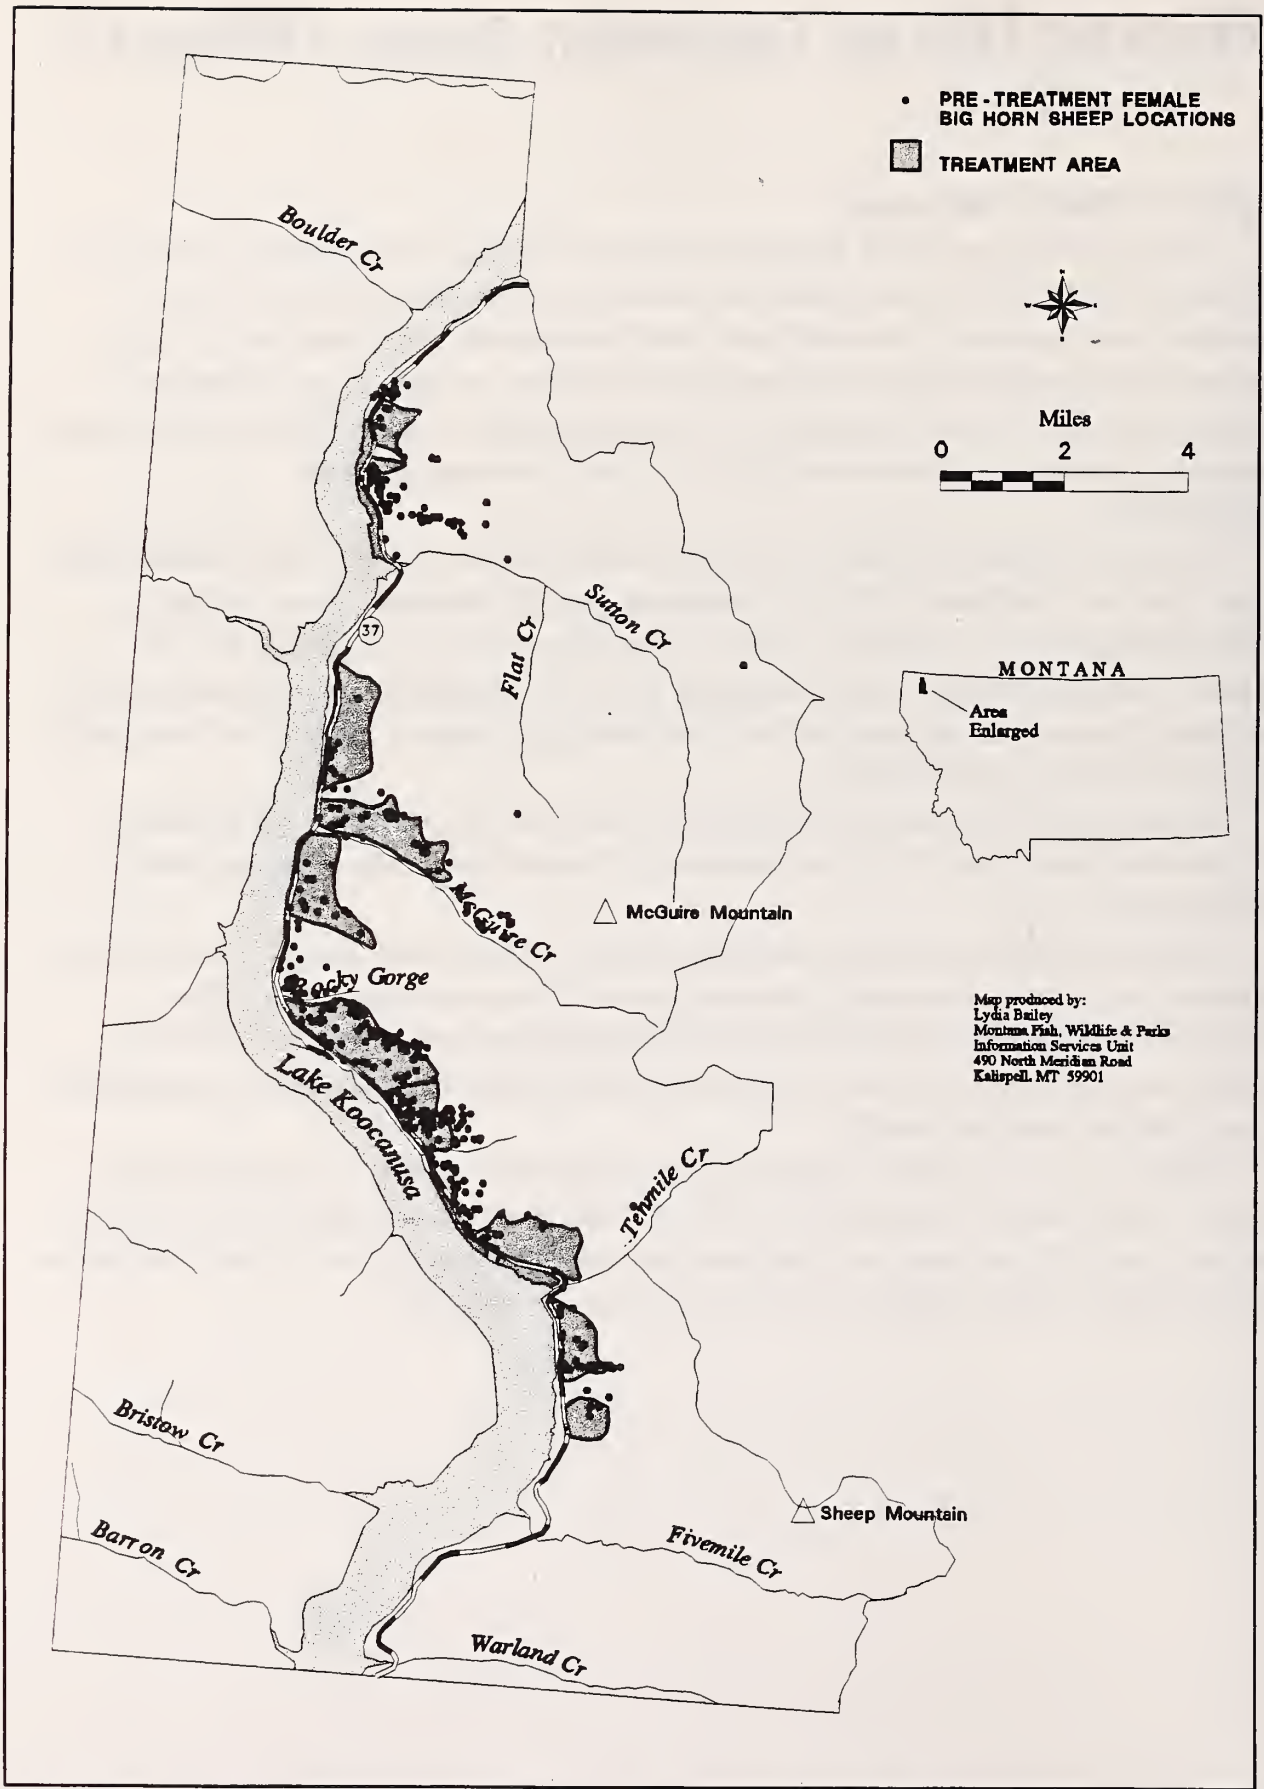 PRE - TREATMENT FEMALE
BIG HORN SHEEP LOCATIONS
TREATMENT AREA
Boulder Cr
Miles
0 2 4
37
Sutton Cr
Flat Cr
MONTANA
Area
Enlarged
McGuire Cr
McGuire Mountain
Rocky Gorge
Map produced by:
Lydia Bailey
Montana Fish, Wildlife & Parks
Information Services Unit
490 North Meridian Road
Kalispell, MT 59901
Lake Koocanusa
Tenmile Cr
Bristow Cr
Sheep Mountain
Barron Cr
Fivemile Cr
Warland Cr